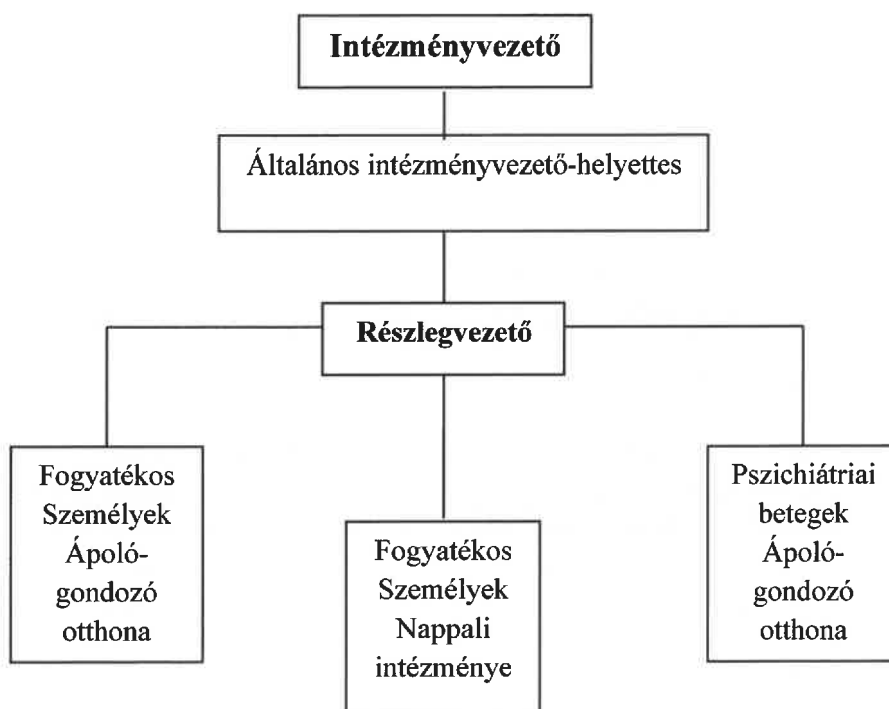 Intézményvezető
Általános intézményvezető-helyettes
Részlegvezető
Fogyatékos
Személyek
Ápoló-
gondozó
otthona
Fogyatékos
Személyek
Nappali
intézménye
Pszichiátriai
betegek
Ápoló-
gondozó
otthona